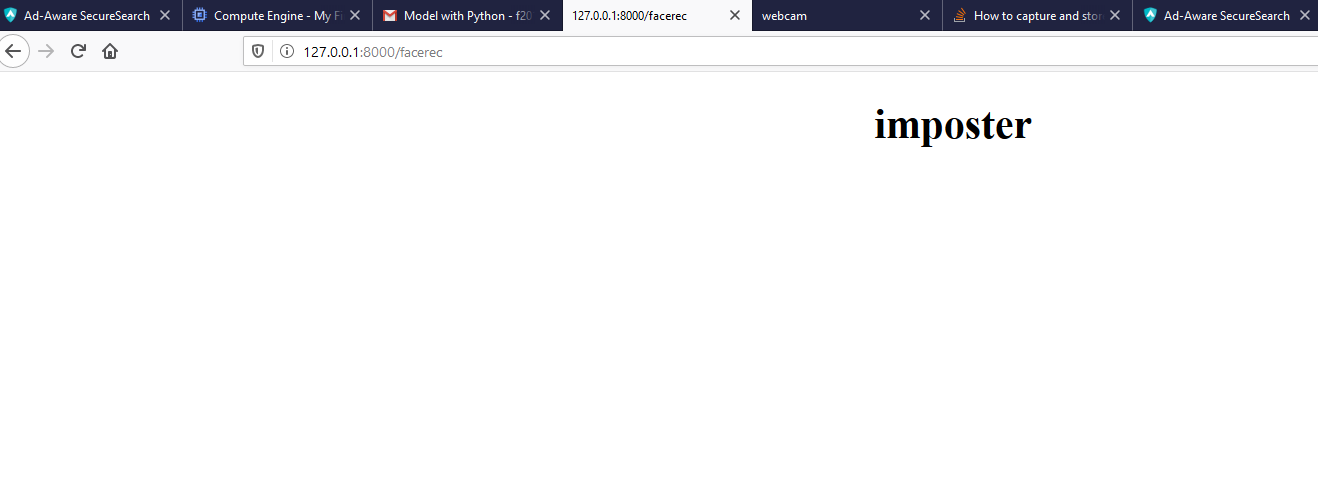 Ad-Aware SecureSearch
Compute Engine - My Fi
Model with Python - f20
127.0.0.1:8000/facerec
webcam
How to capture and stor
Ad-Aware SecureSearch
127.0.0.1:8000/facerec
imposter